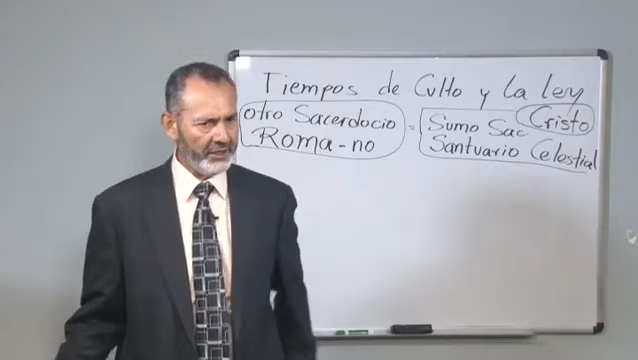 Tiempos de Culto y la Ley
otro Sacerdocio
Roma-no
=
Cristo
Sumo Sac
Santuario Celestial